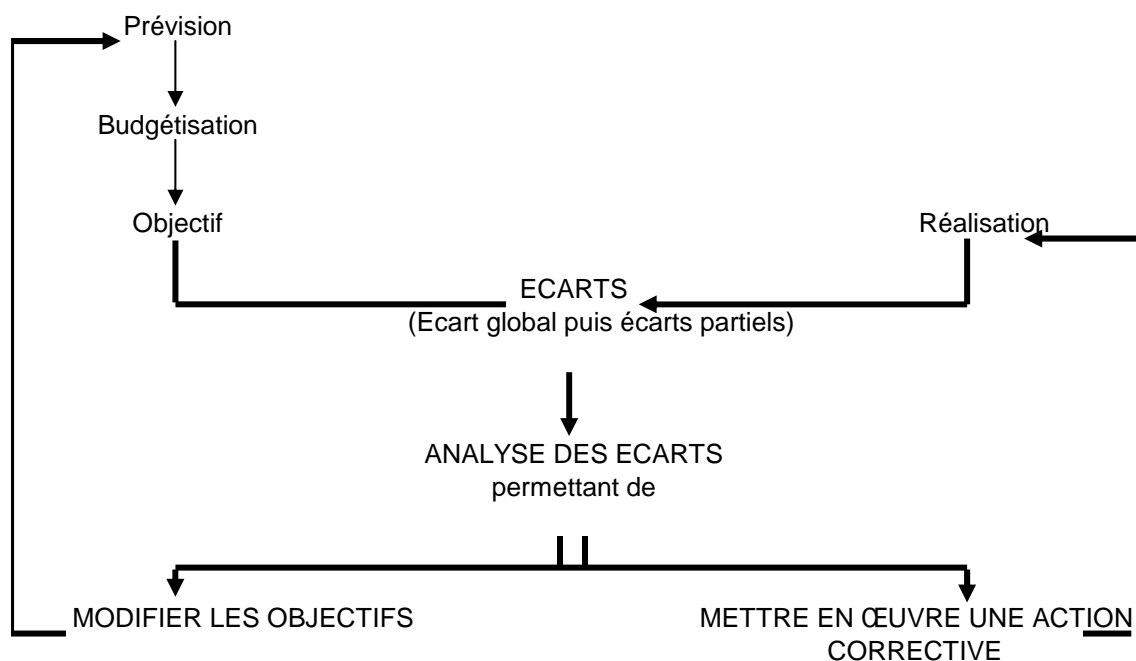 Prévision
Budgétisation
Objectif
Réalisation
ECARTS
(Ecart global puis écarts partiels)
ANALYSE DES ECARTS
permettant de
MODIFIER LES OBJECTIFS
METTRE EN ŒUVRE UNE ACTION
CORRECTIVE